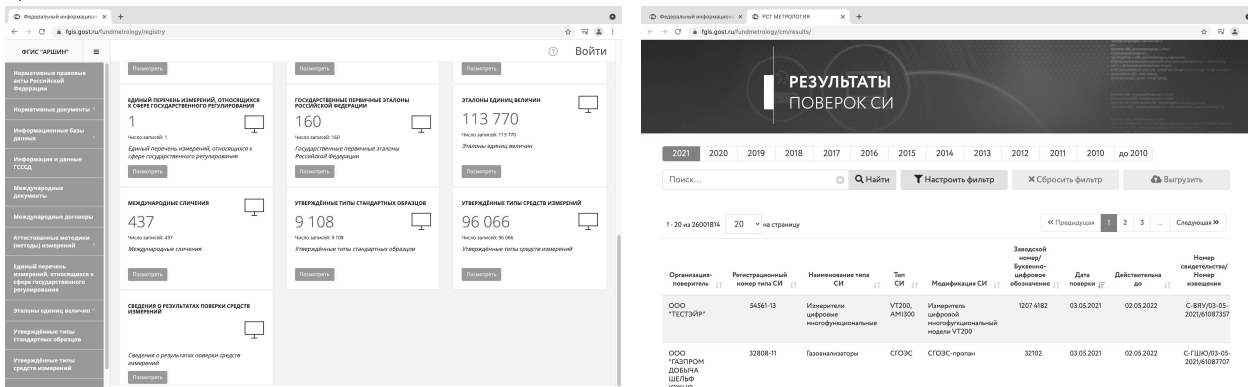 Федеральный информацион
fgis.gost.ru/fundmetrology/registry
ФГИС "АРШИН"
Войти
Нормативные правовые
акты Российской
Федерации
Нормативные документы
Информационные базы
данных
Информация и данные
ГСССД
Международные
документы
Международные договоры
Аттестованные методики
(методы) измерений
Единый перечень
измерений, относящихся к
сфере государственного
регулирования
Эталоны единиц величин
Утверждённые типы
стандартных образцов
Утверждённые типы
средств измерений
Посмотреть
Посмотреть
Посмотреть
ЕДИНЫЙ ПЕРЕЧЕНЬ ИЗМЕРЕНИЙ, ОТНОСЯЩИХСЯ
К СФЕРЕ ГОСУДАРСТВЕННОГО РЕГУЛИРОВАНИЯ
1
Число записей: 1
Единый перечень измерений, относящихся к
сфере государственного регулирования
Посмотреть
ГОСУДАРСТВЕННЫЕ ПЕРВИЧНЫЕ ЭТАЛОНЫ
РОССИЙСКОЙ ФЕДЕРАЦИИ
160
Число записей: 160
Государственные первичные эталоны
Российской Федерации
Посмотреть
ЭТАЛОНЫ ЕДИНИЦ ВЕЛИЧИН
113 770
Число записей: 113 770
Эталоны единиц величин
Посмотреть
МЕЖДУНАРОДНЫЕ СЛИЧЕНИЯ
437
Число записей: 437
Международные сличения
Посмотреть
УТВЕРЖДЁННЫЕ ТИПЫ СТАНДАРТНЫХ ОБРАЗЦОВ
9 108
Число записей: 9 108
Утверждённые типы стандартных образцов
Посмотреть
УТВЕРЖДЁННЫЕ ТИПЫ СРЕДСТВ ИЗМЕРЕНИЙ
96 066
Число записей: 96 066
Утверждённые типы средств измерений
Посмотреть
СВЕДЕНИЯ О РЕЗУЛЬТАТАХ ПОВЕРКИ СРЕДСТВ
ИЗМЕРЕНИЙ
Сведения о результатах поверки средств
измерений
Посмотреть
Федеральный информацион
РСТ МЕТРОЛОГИЯ
fgis.gost.ru/fundmetrology/cm/results/
РЕЗУЛЬТАТЫ
ПОВЕРОК СИ
2021 2020 2019 2018 2017 2016 2015 2014 2013 2012 2011 2010 до 2010
Поиск... Найти Настроить фильтр Сбросить фильтр Выгрузить
1 - 20 из 26001814 20 на страницу « Предыдущая 1 2 3 ... Следующая »
Организация-
поверитель
Регистрационный
номер типа СИ
Наименование типа
СИ
Тип
СИ
Модификация СИ
Заводской
номер/
Буквенно-
цифровое
обозначение
Дата
поверки
Действительна
до
Номер
свидетельства/
Номер
извещения
ООО
"ТЕСТЭЙР"
54561-13
Измерители
цифровые
многофункциональные
VT200,
AMI300
Измеритель
цифровой
многофугкциональный
модели VT200
1207 4182
03.05.2021
02.05.2022
С-ВЯУ/03-05-
2021/61087357
ООО
"ГАЗПРОМ
ДОБЫЧА
ШЕЛЬФ
ЮЖНО
32808-11
Газоанализаторы
СГОЭС
СГОЭС-пропан
32102
03.05.2021
02.05.2022
С-ГШЮ/03-05-
2021/61087707